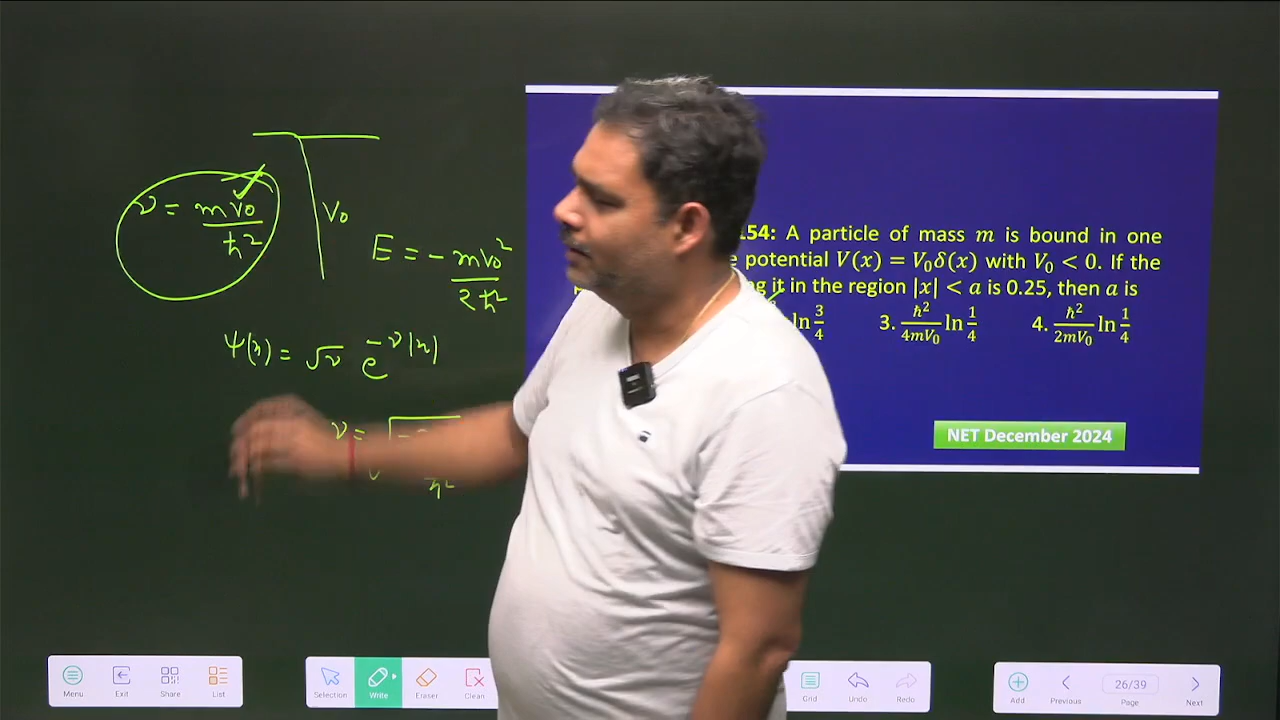 ν = mV₀/ħ²
V₀
E = - mV₀²/2ħ²
ψ(x) = √ν e^-ν|x|
ν =
ħ²
54: A particle of mass m is bound in one
potential V(x) = V₀δ(x) with V₀ < 0. If the
it in the region |x| < a is 0.25, then a is
ln 3/4 3. ħ²/4mV₀ ln 1/4 4. ħ²/2mV₀ ln 1/4
NET December 2024
Menu Exit Share List Selection Write Eraser Clean Grid Undo Redo Add Previous 26/39 Page Next